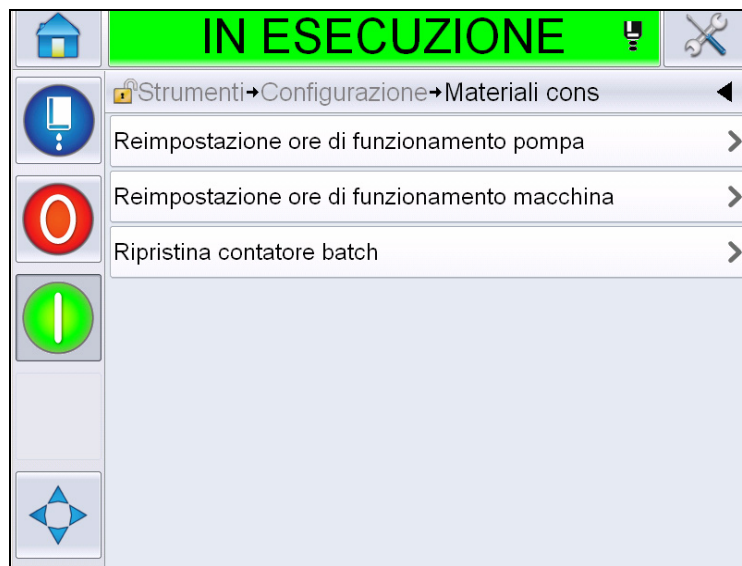 IN ESECUZIONE
Strumenti→Configurazione→Materiali cons
Reimpostazione ore di funzionamento pompa
Reimpostazione ore di funzionamento macchina
Ripristina contatore batch